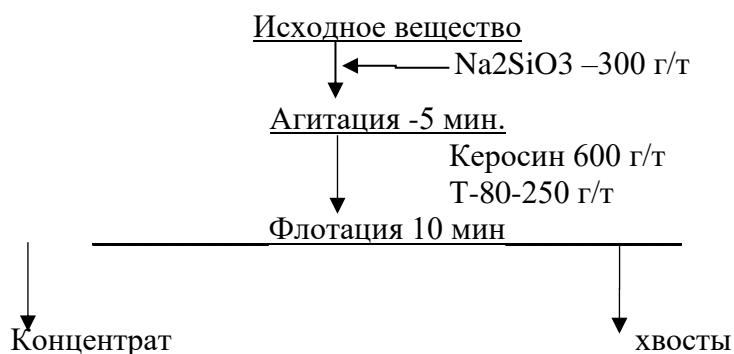 Исходное вещество
Na2SiO3 –300 г/т
Агитация -5 мин.
Керосин 600 г/т
Т-80-250 г/т
Флотация 10 мин
Концентрат
хвосты